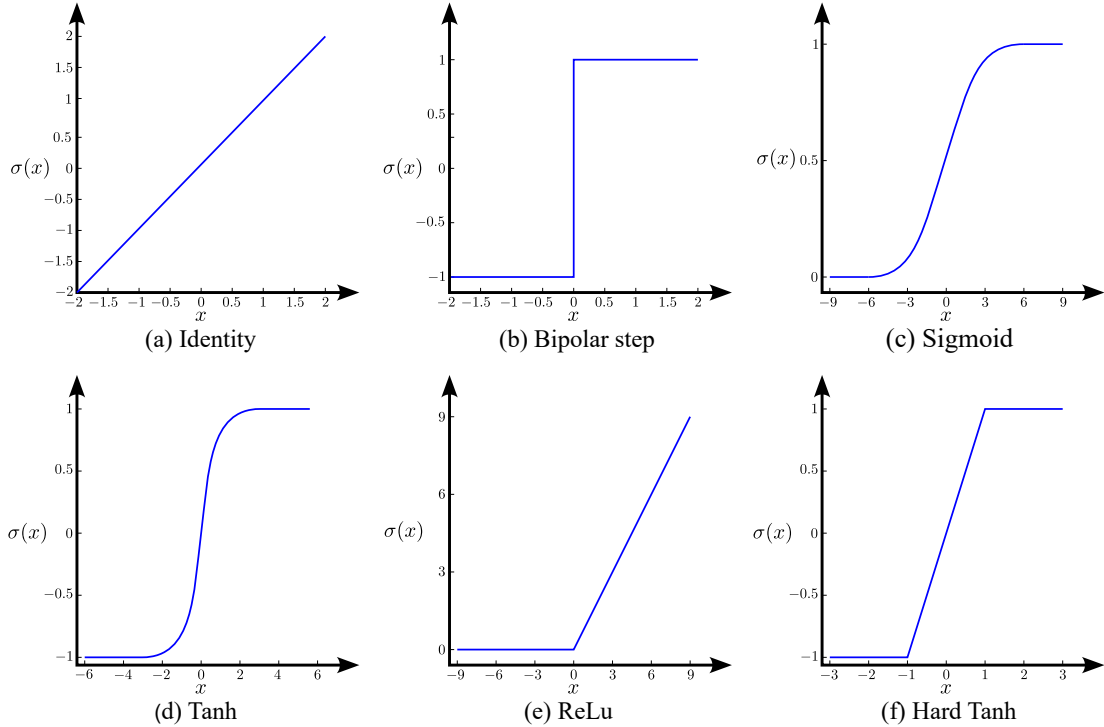 2
1.5
1
0.5
σ(x) 0
−0.5
−1
−1.5
−2
−2 −1.5 −1 −0.5 0 0.5 1 1.5 2
x
(a) Identity
1
0.5
σ(x) 0
−0.5
−1
−2 −1.5 −1 −0.5 0 0.5 1 1.5 2
x
(b) Bipolar step
1
σ(x) 0.5
0
−9 −6 −3 0 3 6 9
x
(c) Sigmoid
1
0.5
σ(x) 0
−0.5
−1
−6 −4 −2 0 2 4 6
x
(d) Tanh
9
6
σ(x)
3
0
−9 −6 −3 0 3 6 9
x
(e) ReLu
1
0.5
σ(x) 0
−0.5
−1
−3 −2 −1 0 1 2 3
x
(f) Hard Tanh